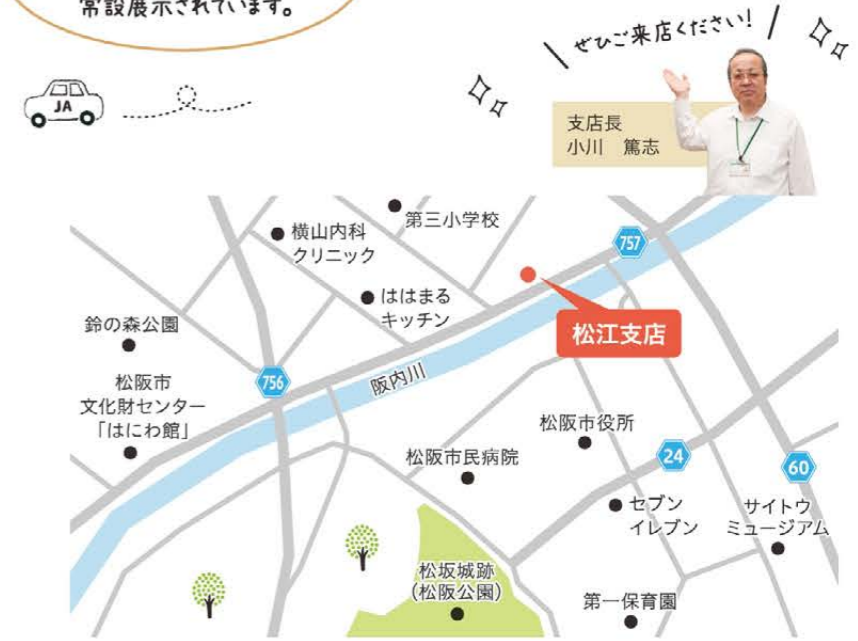 常設展示されています。
ぜひご来店ください!
JA
支店長
小川 篤志
第三小学校
横山内科
クリニック
757
ははまる
キッチン
鈴の森公園
松江支店
756
阪内川
松阪市
文化財センター
「はにわ館」
松阪市役所
松阪市民病院
24
60
セブン
イレブン
サイトウ
ミュージアム
松坂城跡
(松阪公園)
第一保育園